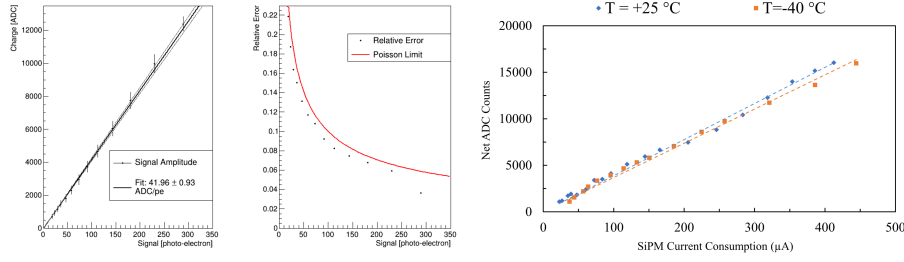 Charge [ADC]
12000
10000
8000
6000
4000
2000
0
0 50 100 150 200 250 300 350
Signal [photo-electron]
Signal Amplitude
Fit: 41.96 ± 0.93
ADC/pe
Relative Error
0.22
0.2
0.18
0.16
0.14
0.12
0.1
0.08
0.06
0.04
0.02
0
0 50 100 150 200 250 300 350
Signal [photo-electron]
Relative Error
Poisson Limit
T = +25 °C T=-40 °C
Net ADC Counts
20000
15000
10000
5000
0
0 100 200 300 400 500
SiPM Current Consumption (µA)